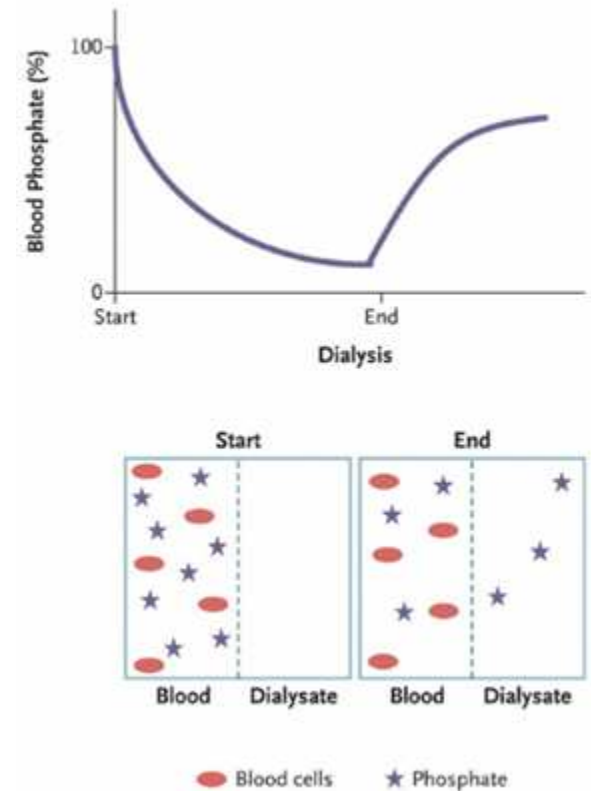 Blood Phosphate (%)
100
0
Start End
Dialysis
Start End
Blood Dialysate Blood Dialysate
Blood cells Phosphate